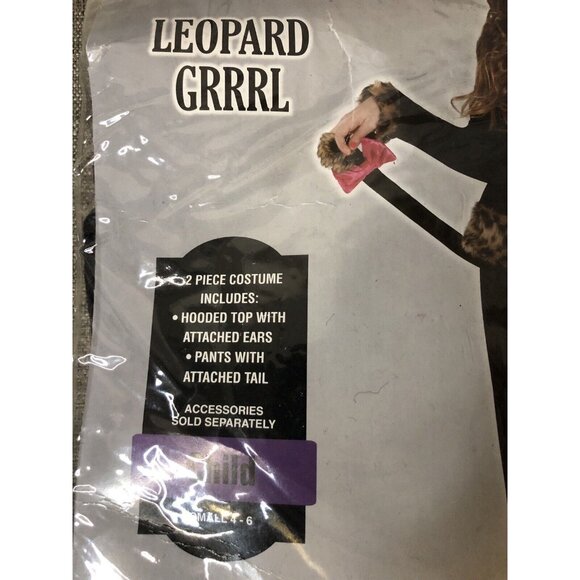 LEOPARD
GRRRL
2 PIECE COSTUME
INCLUDES:
• HOODED TOP WITH
ATTACHED EARS
• PANTS WITH
ATTACHED TAIL
ACCESSORIES
SOLD SEPARATELY
Child
SMALL 4-6